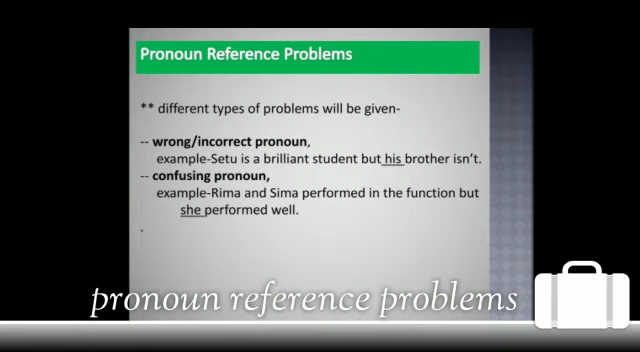 Pronoun Reference Problems
** different types of problems will be given-
-- wrong/incorrect pronoun,
example-Setu is a brilliant student but his brother isn't.
-- confusing pronoun,
example-Rima and Sima performed in the function but
she performed well.
.
pronoun reference problems